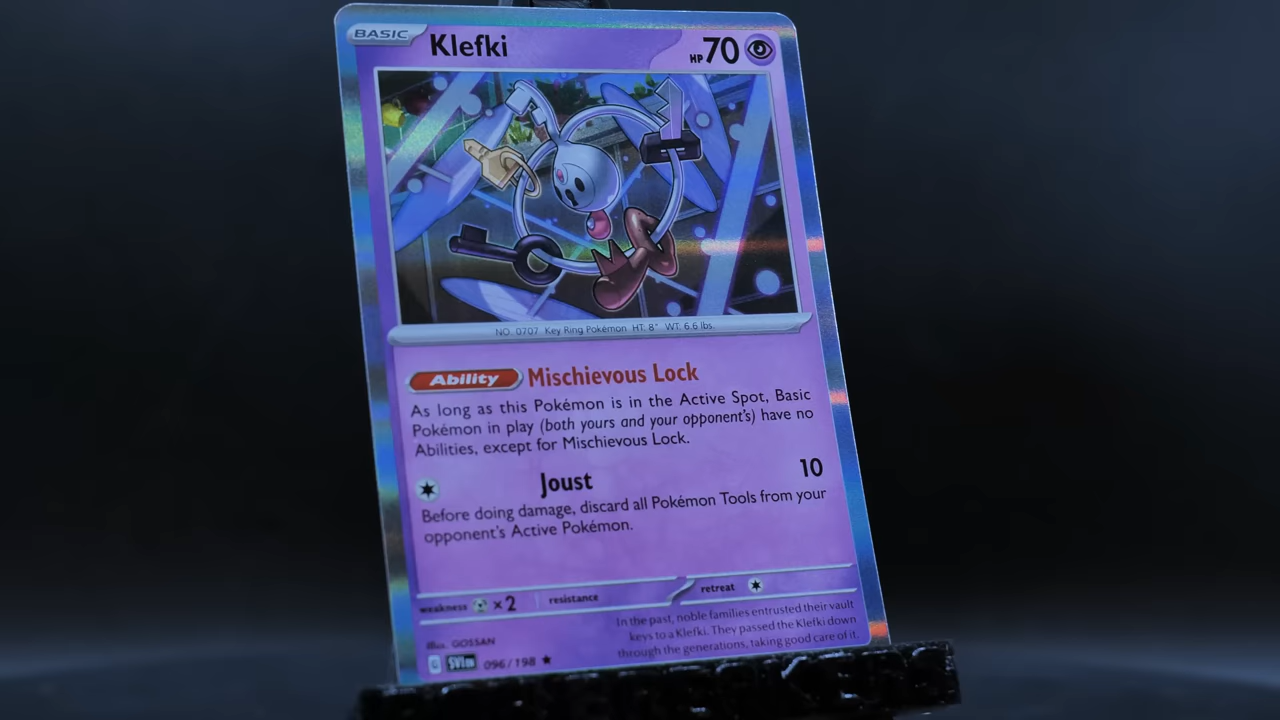 BASIC Klefki HP 70
NO. 0707 Key Ring Pokémon HT: 8" WT: 6.6 lbs.
Ability Mischievous Lock
As long as this Pokémon is in the Active Spot, Basic
Pokémon in play (both yours and your opponent's) have no
Abilities, except for Mischievous Lock.
Joust 10
Before doing damage, discard all Pokémon Tools from your
opponent's Active Pokémon.
weakness ×2 resistance retreat
In the past, noble families entrusted their vault
keys to a Klefki. They passed the Klefki down
through the generations, taking good care of it.
Illus. GOSSAN
G SVI EN 096/198